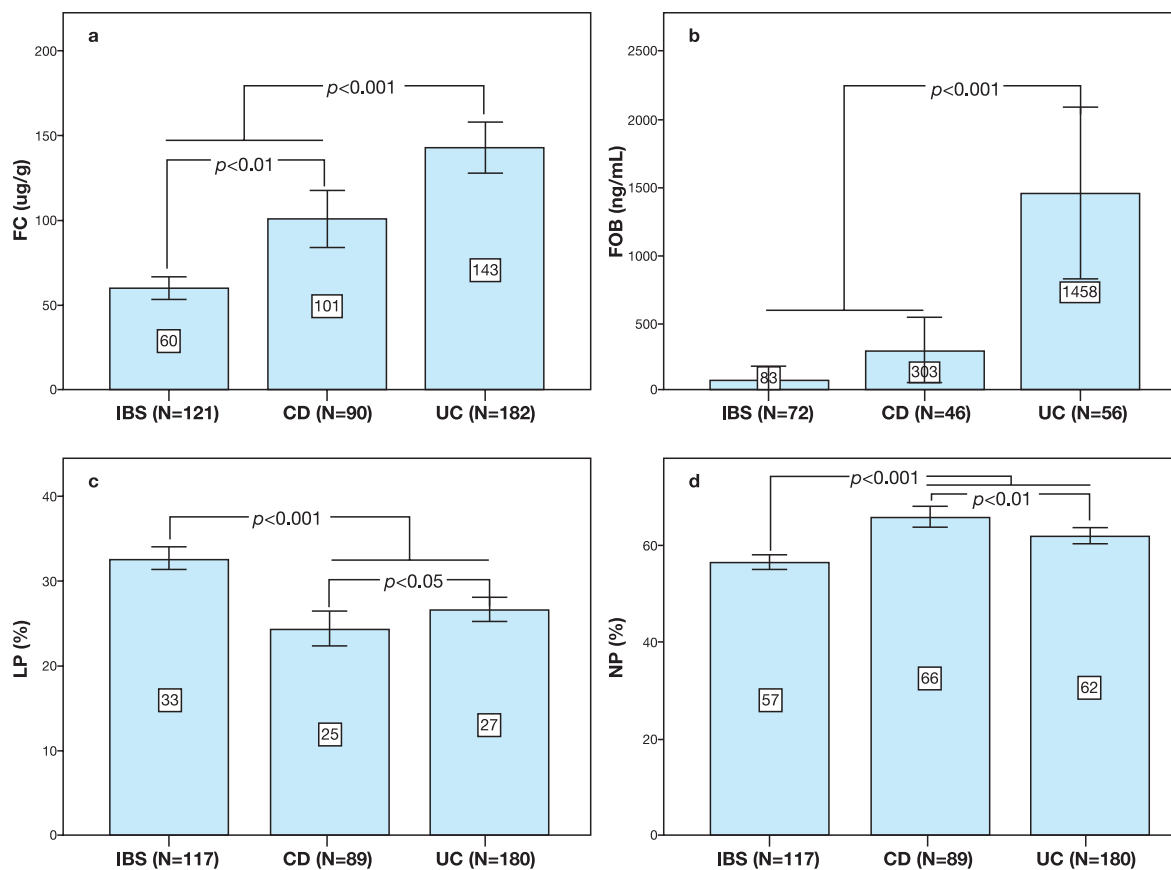 a
200
150
100
50
0
FC (ug/g)
p<0.001
p<0.01
60
101
143
IBS (N=121) CD (N=90) UC (N=182)
b
2500
2000
1500
1000
500
0
FOB (ng/mL)
p<0.001
83
303
1458
IBS (N=72) CD (N=46) UC (N=56)
c
40
30
20
10
0
LP (%)
p<0.001
p<0.05
33
25
27
IBS (N=117) CD (N=89) UC (N=180)
d
60
40
20
0
NP (%)
p<0.001
p<0.01
57
66
62
IBS (N=117) CD (N=89) UC (N=180)